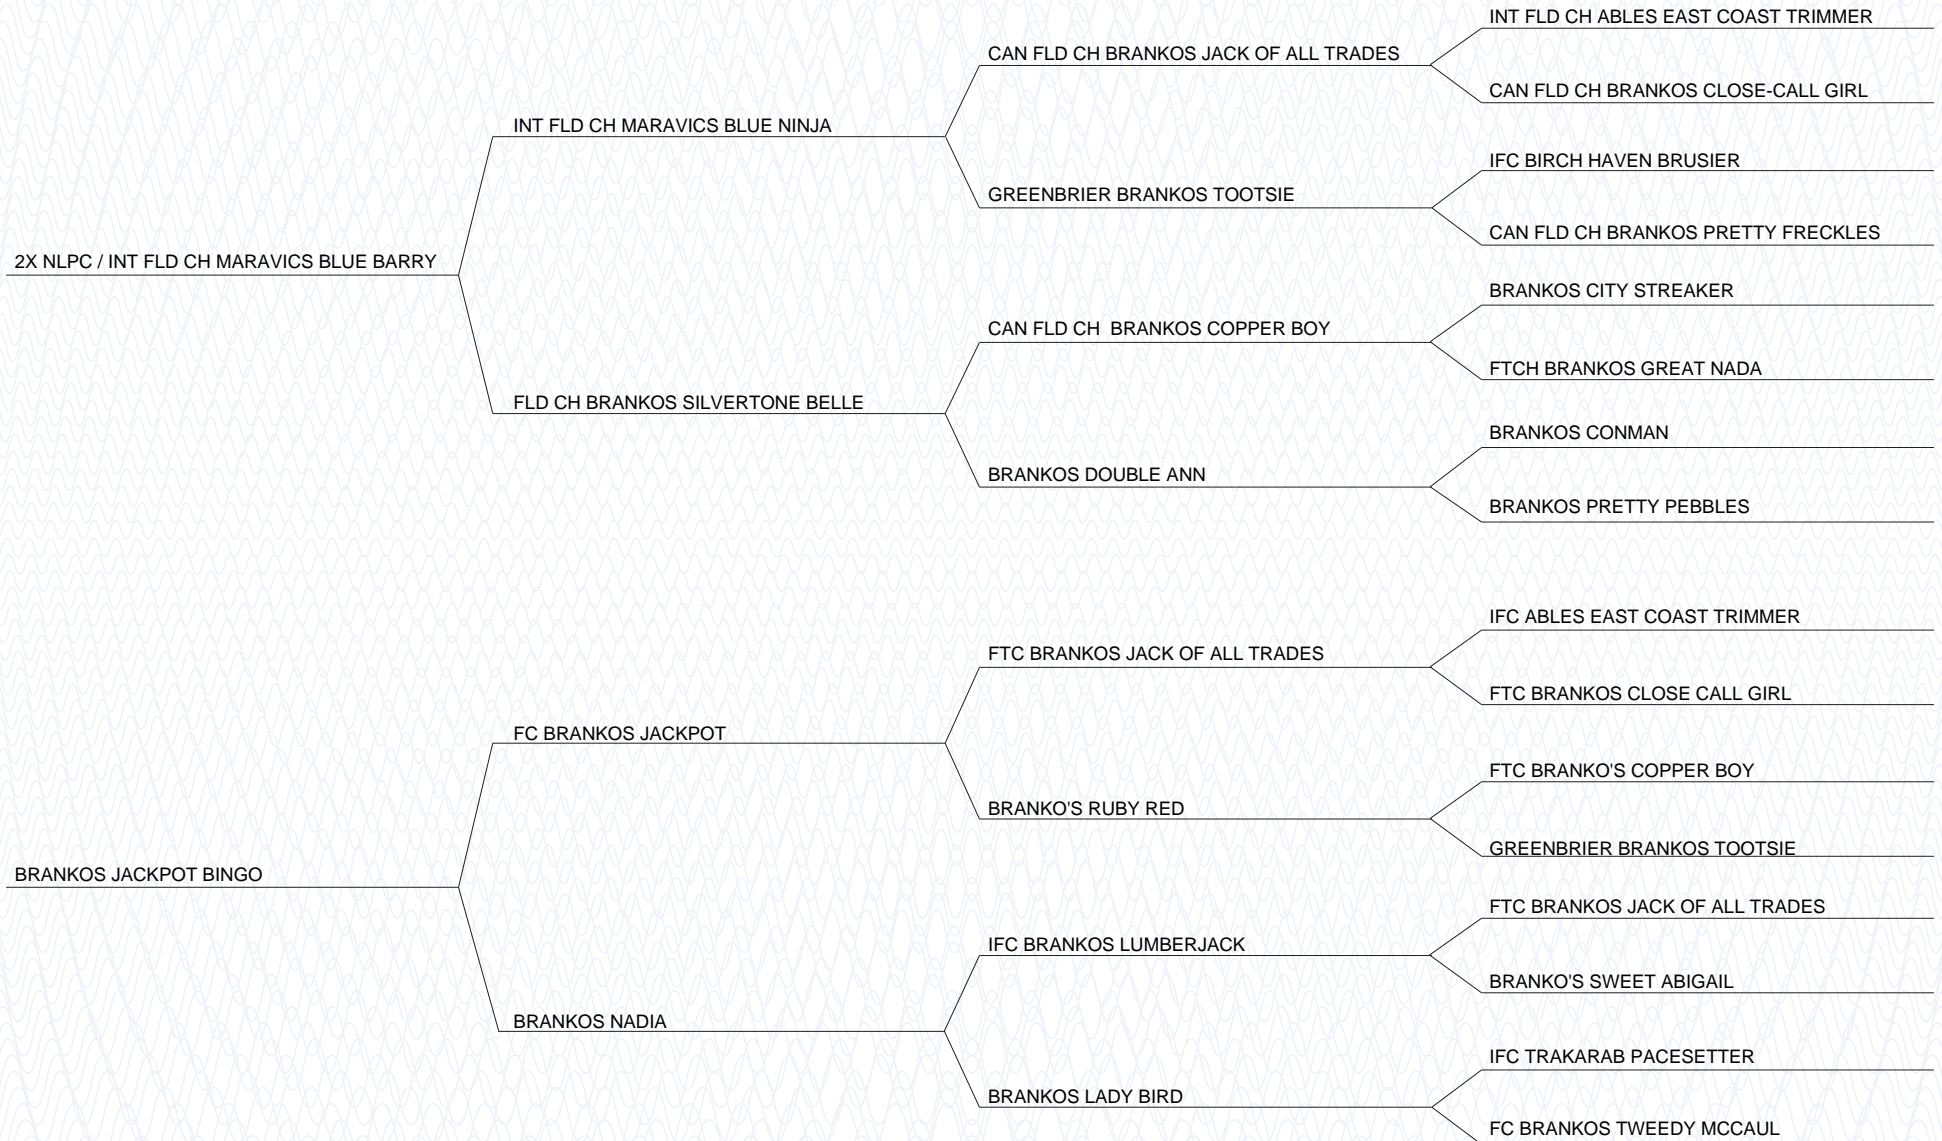 INT FLD CH ABLES EAST COAST TRIMMER
CAN FLD CH BRANKOS JACK OF ALL TRADES
CAN FLD CH BRANKOS CLOSE-CALL GIRL
INT FLD CH MARAVICS BLUE NINJA
IFC BIRCH HAVEN BRUSIER
GREENBRIER BRANKOS TOOTSIE
CAN FLD CH BRANKOS PRETTY FRECKLES
2X NLPC / INT FLD CH MARAVICS BLUE BARRY
BRANKOS CITY STREAKER
CAN FLD CH  BRANKOS COPPER BOY
FTCH BRANKOS GREAT NADA
FLD CH BRANKOS SILVERTONE BELLE
BRANKOS CONMAN
BRANKOS DOUBLE ANN
BRANKOS PRETTY PEBBLES
IFC ABLES EAST COAST TRIMMER
FTC BRANKOS JACK OF ALL TRADES
FTC BRANKOS CLOSE CALL GIRL
FC BRANKOS JACKPOT
FTC BRANKO'S COPPER BOY
BRANKO'S RUBY RED
GREENBRIER BRANKOS TOOTSIE
BRANKOS JACKPOT BINGO
FTC BRANKOS JACK OF ALL TRADES
IFC BRANKOS LUMBERJACK
BRANKO'S SWEET ABIGAIL
BRANKOS NADIA
IFC TRAKARAB PACESETTER
BRANKOS LADY BIRD
FC BRANKOS TWEEDY MCCAUL